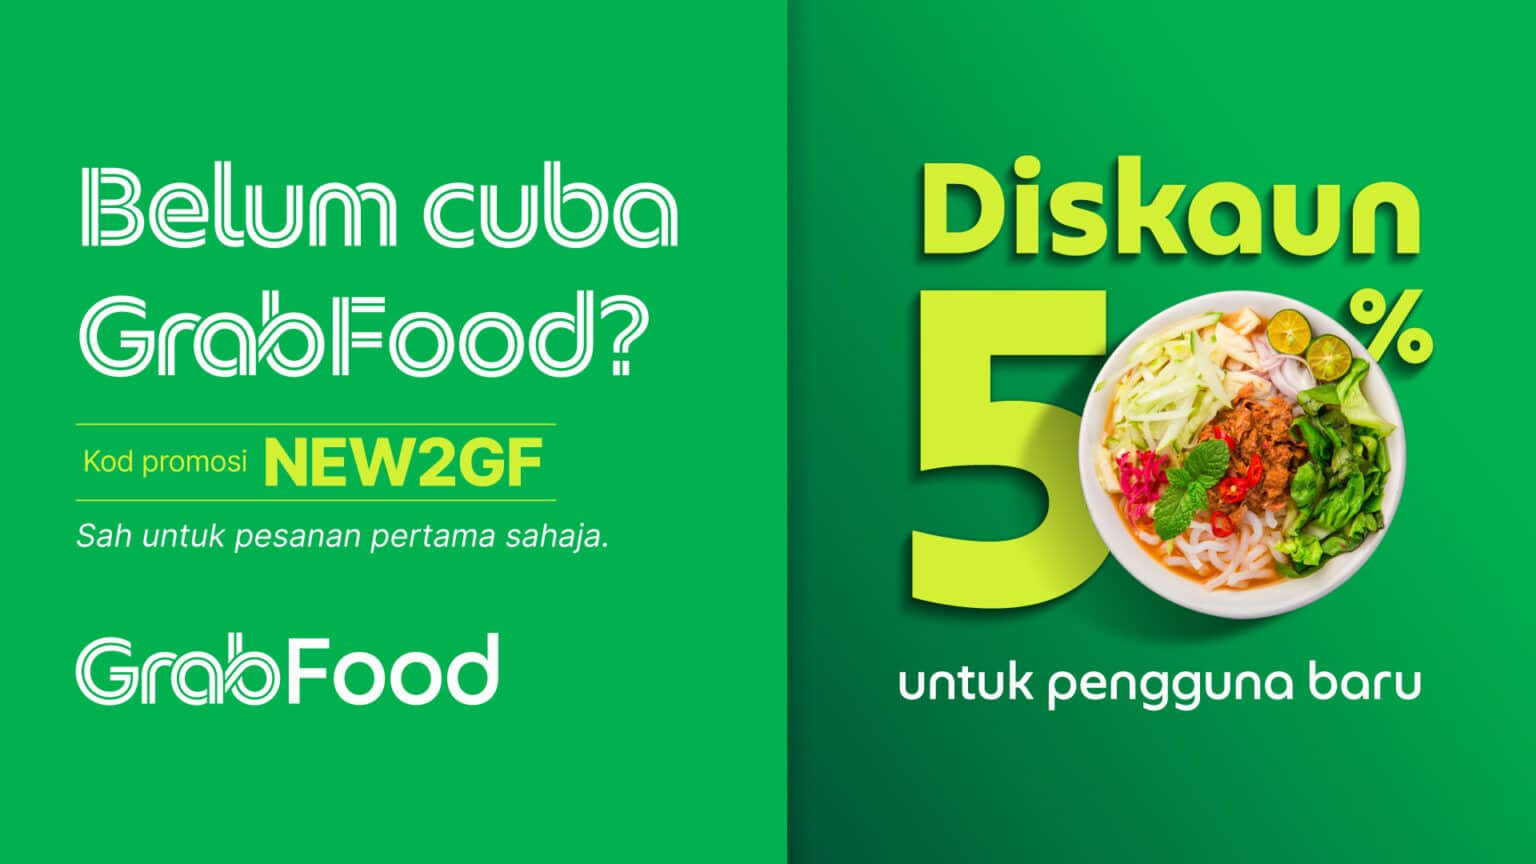 Belum cuba
GrabFood?
Kod promosi NEW2GF
Sah untuk pesanan pertama sahaja.
GrabFood
Diskaun
50%
untuk pengguna baru